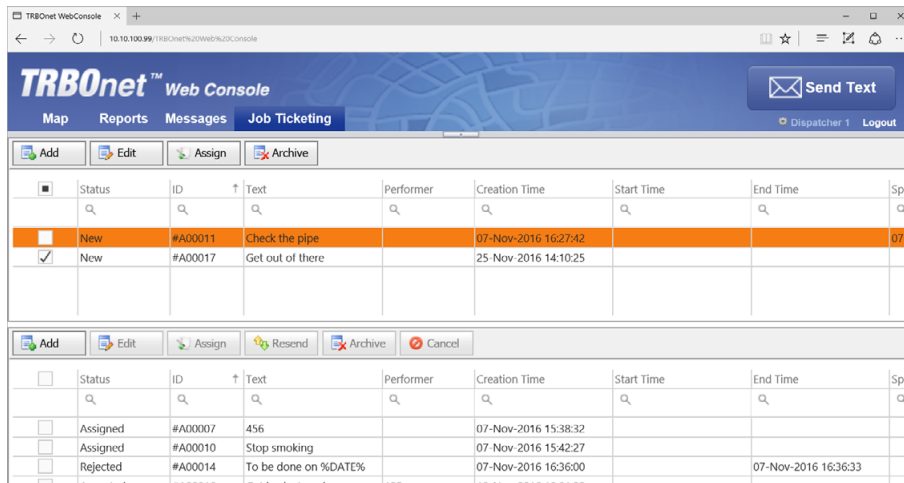 TRBOnet WebConsole
10.10.100.99/TRBOnet%20Web%20Console
TRBOnet™ Web Console
Send Text
Map Reports Messages Job Ticketing
Dispatcher 1 Logout
Add Edit Assign Archive
Status ID Text Performer Creation Time Start Time End Time Sp
New #A00011 Check the pipe 07-Nov-2016 16:27:42 07
New #A00017 Get out of there 25-Nov-2016 14:10:25
Add Edit Assign Resend Archive Cancel
Status ID Text Performer Creation Time Start Time End Time Sp
Assigned #A00007 456 07-Nov-2016 15:38:32
Assigned #A00010 Stop smoking 07-Nov-2016 15:42:27
Rejected #A00014 To be done on %DATE% 07-Nov-2016 16:36:00 07-Nov-2016 16:36:33